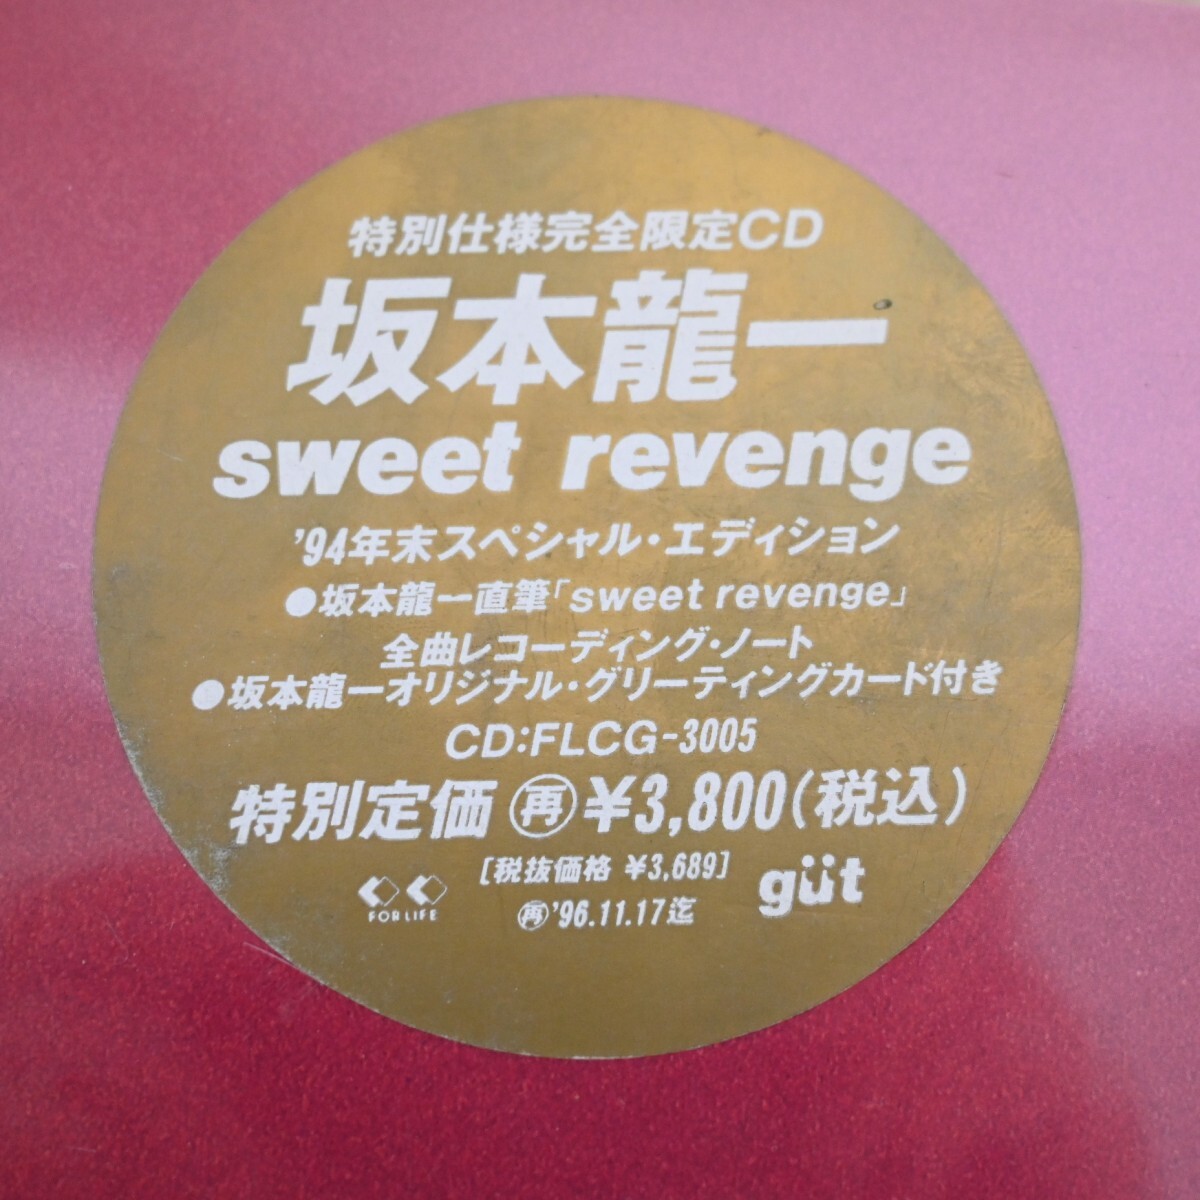 特別仕様完全限定CD
坂本龍一
sweet revenge
'94年末スペシャル・エディション
●坂本龍一直筆「sweet revenge」
全曲レコーディング・ノート
●坂本龍一オリジナル・グリーティングカード付き
CD:FLCG-3005
特別定価 再 ¥3,800(税込)
[税抜価格 ¥3,689]
再'96.11.17迄
FOR LIFE
güt